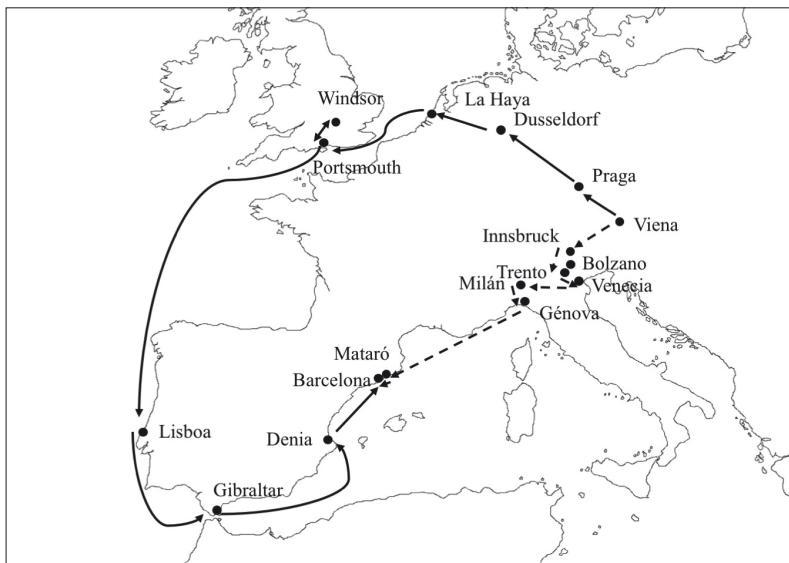 Windsor
La Haya
Dusseldorf
Portsmouth
Praga
Viena
Innsbruck
Bolzano
Trento
Milán
Venecia
Génova
Mataró
Barcelona
Lisboa
Denia
Gibraltar